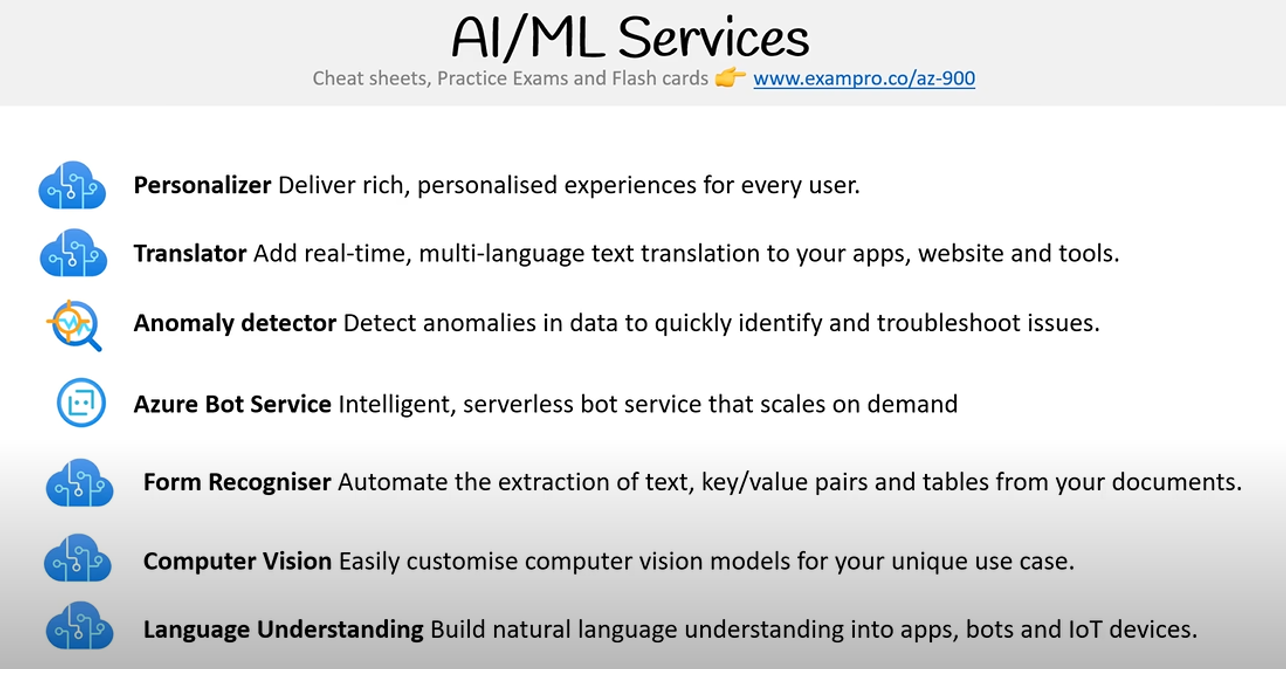 AI/ML Services
Cheat sheets, Practice Exams and Flash cards 👉 www.exampro.co/az-900
Personalizer Deliver rich, personalised experiences for every user.
Translator Add real-time, multi-language text translation to your apps, website and tools.
Anomaly detector Detect anomalies in data to quickly identify and troubleshoot issues.
Azure Bot Service Intelligent, serverless bot service that scales on demand
Form Recogniser Automate the extraction of text, key/value pairs and tables from your documents.
Computer Vision Easily customise computer vision models for your unique use case.
Language Understanding Build natural language understanding into apps, bots and IoT devices.